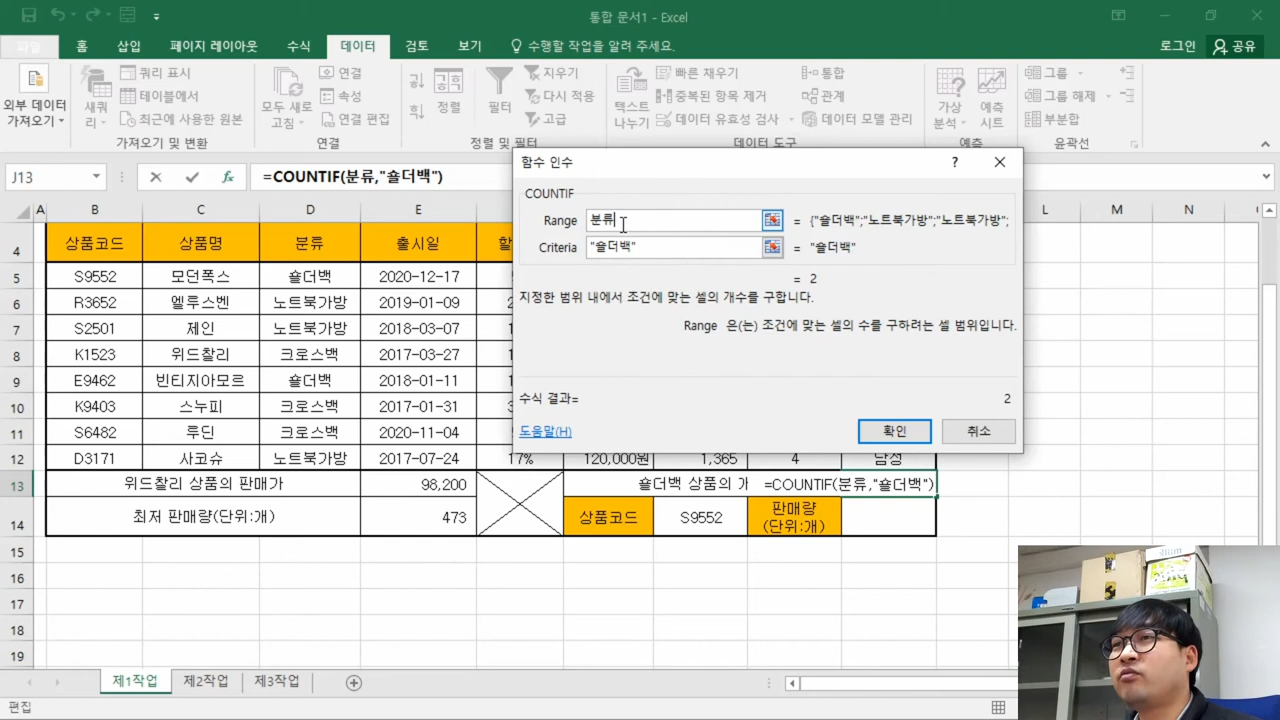 통합 문서1 - Excel
파일 홈 삽입 페이지 레이아웃 수식 데이터 검토 보기 수행할 작업을 알려 주세요. 로그인 공유
외부 데이터 가져오기
새 쿼리
쿼리 표시
테이블에서
최근에 사용한 원본
가져오기 및 변환
모두 새로 고침
연결
속성
연결 편집
연결
정렬
필터
지우기
다시 적용
고급
정렬 및 필터
텍스트 나누기
빠른 채우기
중복된 항목 제거
데이터 유효성 검사
통합
관계
데이터 모델 관리
데이터 도구
가상 분석
예측 시트
예측
그룹
그룹 해제
부분합
윤곽선
J13 =COUNTIF(분류,"숄더백")
A B C D E L M N
4 상품코드 상품명 분류 출시일 할
5 S9552 모던폭스 숄더백 2020-12-17
6 R3652 엘루스벤 노트북가방 2019-01-09
7 S2501 제인 노트북가방 2018-03-07
8 K1523 위드찰리 크로스백 2017-03-27
9 E9462 빈티지아모르 숄더백 2018-01-11
10 K9403 스누피 크로스백 2017-01-31
11 S6482 루딘 크로스백 2020-11-04
12 D3171 사코슈 노트북가방 2017-07-24 17% 120,000원 1,365 4 남성
13 위드찰리 상품의 판매가 98,200 숄더백 상품의 개 =COUNTIF(분류,"숄더백")
14 최저 판매량(단위:개) 473 상품코드 S9552 판매량 (단위:개)
15
16
17
18
19
함수 인수 ?
COUNTIF
Range 분류 = {"숄더백";"노트북가방";"노트북가방";
Criteria "숄더백" = "숄더백"
= 2
지정한 범위 내에서 조건에 맞는 셀의 개수를 구합니다.
Range 은(는) 조건에 맞는 셀의 수를 구하려는 셀 범위입니다.
수식 결과= 2
도움말(H) 확인 취소
제1작업 제2작업 제3작업
편집